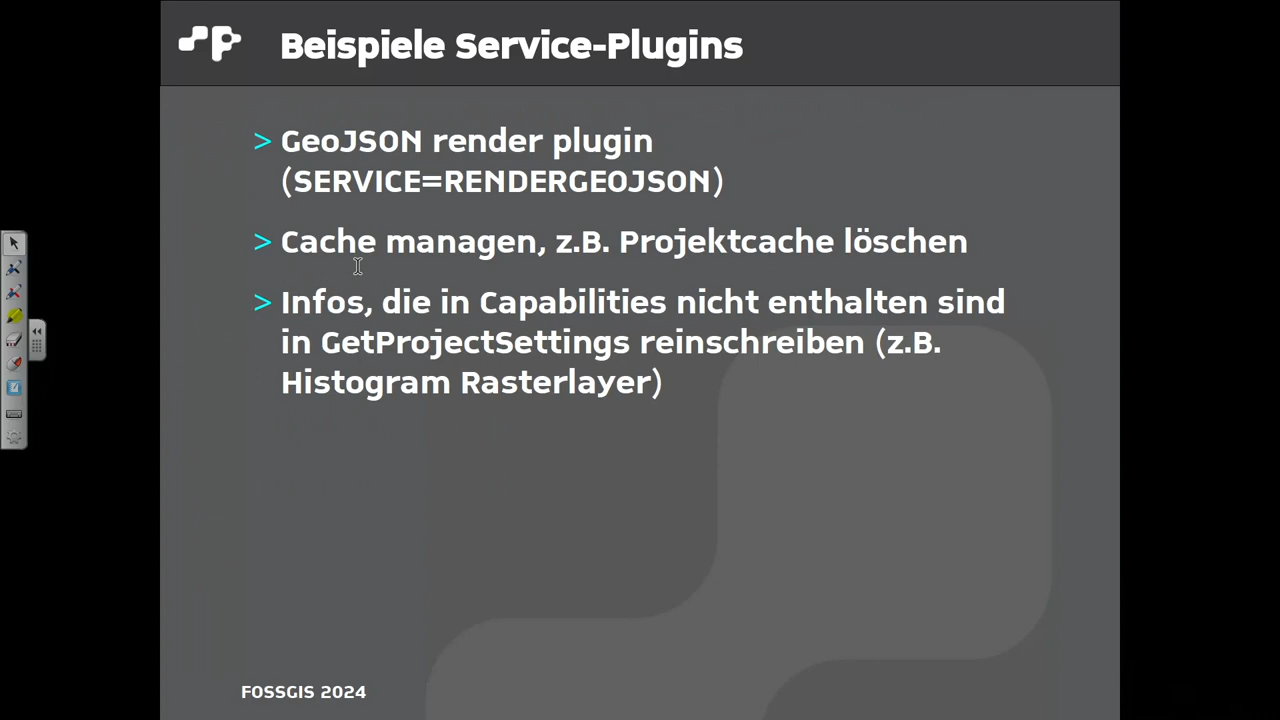 Beispiele Service-Plugins
> GeoJSON render plugin
(SERVICE=RENDERGEOJSON)
> Cache managen, z.B. Projektcache löschen
> Infos, die in Capabilities nicht enthalten sind
in GetProjectSettings reinschreiben (z.B.
Histogram Rasterlayer)
FOSSGIS 2024